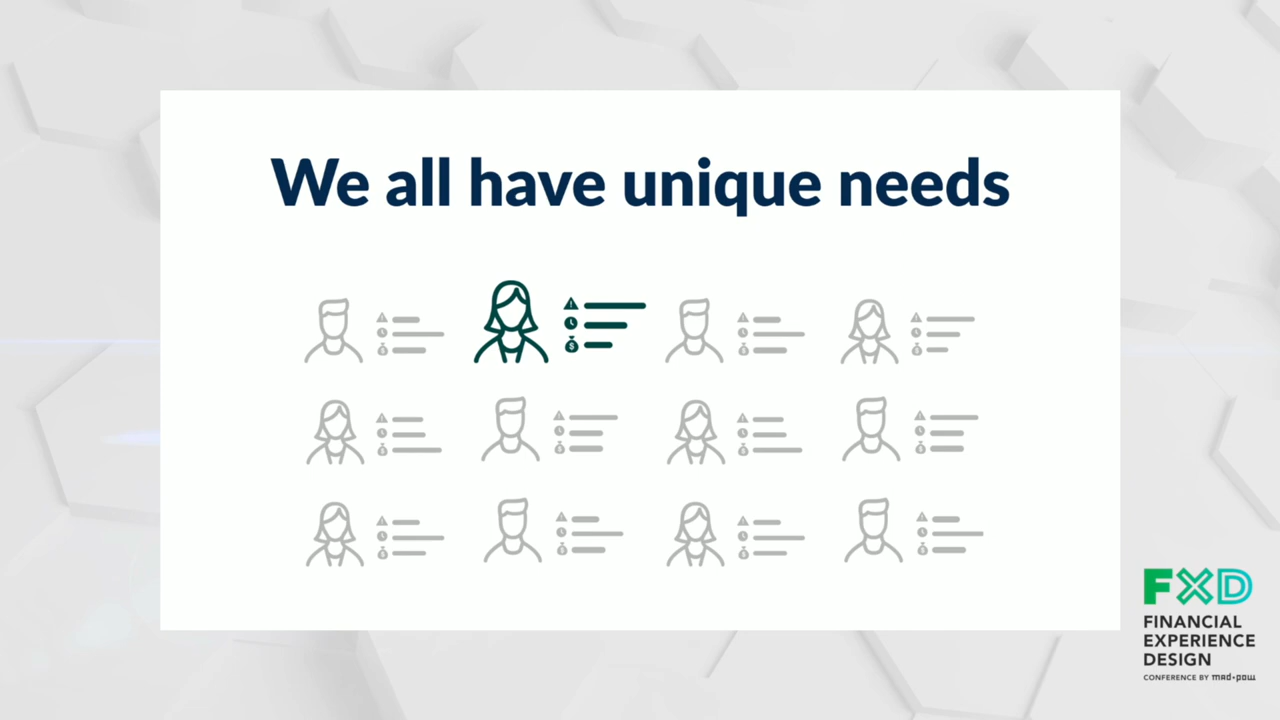 We all have unique needs
FXD
FINANCIAL
EXPERIENCE
DESIGN
CONFERENCE BY mad*pow